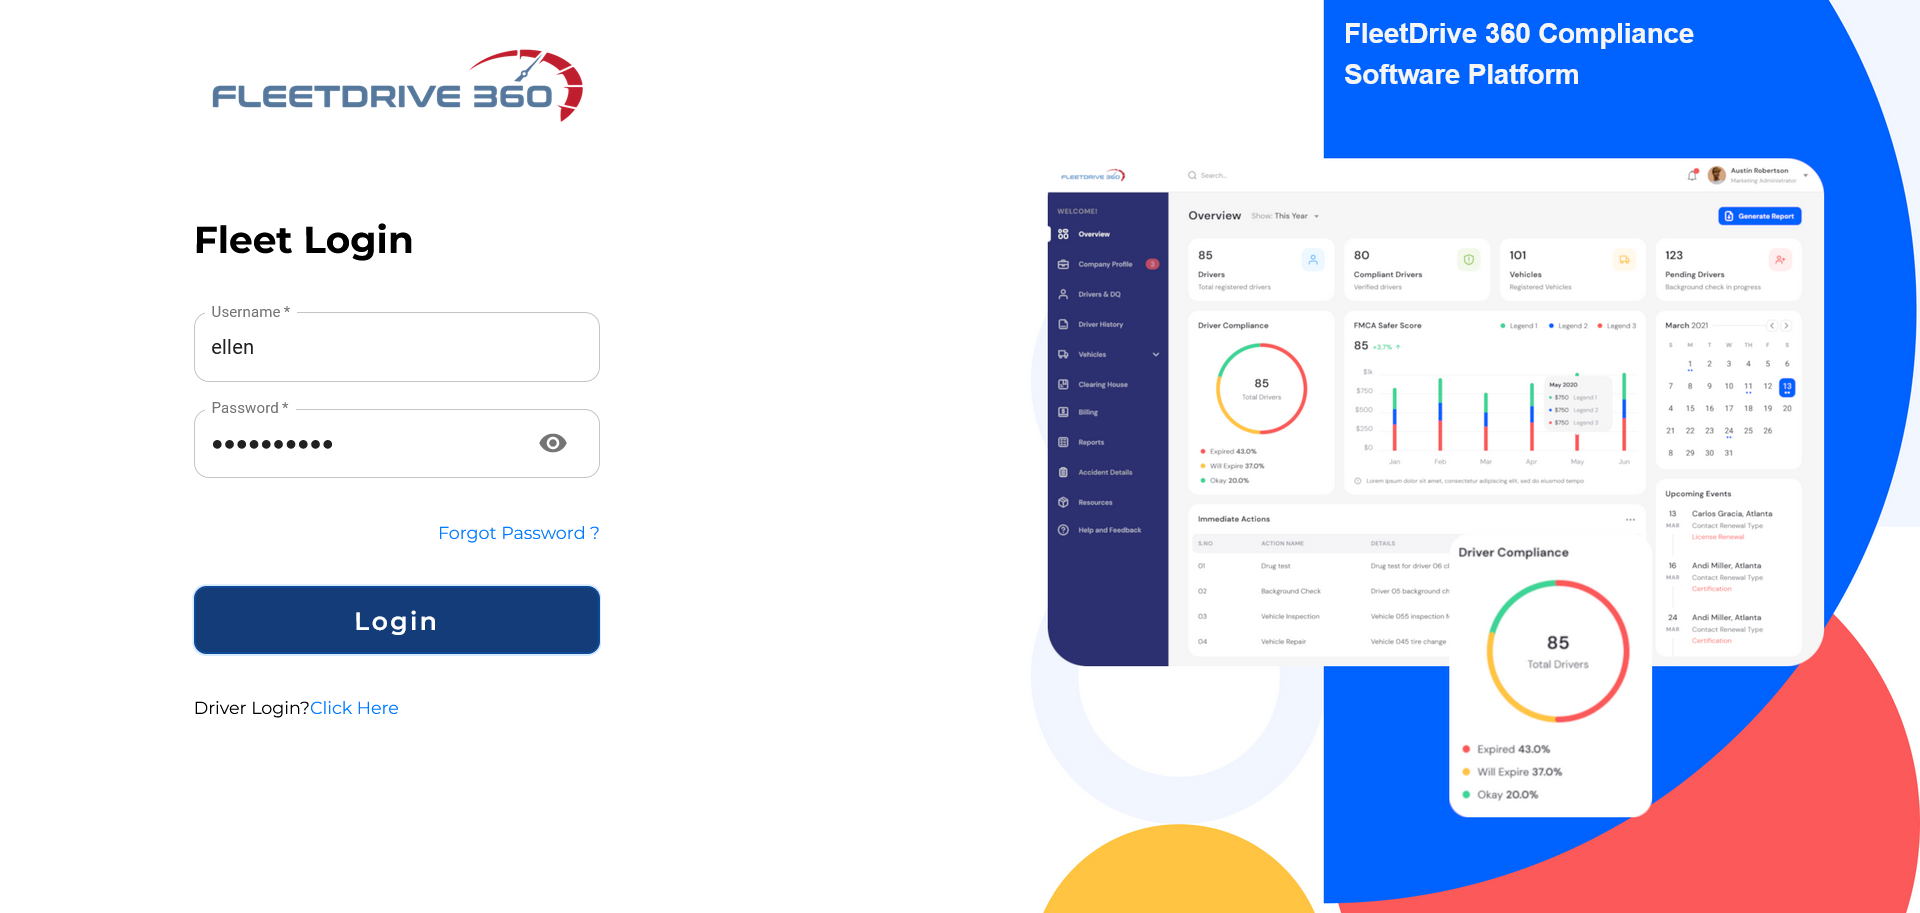 FLEETDRIVE 360
Fleet Login
Username *
ellen
Password *
••••••••••
Forgot Password ?
Login
Driver Login?Click Here
FleetDrive 360 Compliance
Software Platform
FLEETDRIVE 360
Search..
Austin Robertson
Marketing Administrator
WELCOME!
Overview
Company Profile
3
Drivers & DQ
Driver History
Vehicles
Clearing House
Billing
Reports
Accident Details
Resources
Help and Feedback
Overview
Show: This Year
Generate Report
85
Drivers
Total registered drivers
80
Compliant Drivers
Verified drivers
101
Vehicles
Registered Vehicles
123
Pending Drivers
Background check in progress
Driver Compliance
85
Total Drivers
Expired 43.0%
Will Expire 37.0%
Okay 20.0%
FMCA Safer Score
Legend 1
Legend 2
Legend 3
85 +3.7%
$1k
$750
$500
$250
$0
May 2020
$750 Legend 1
$750 Legend 2
$750 Legend 3
Jan Feb Mar Apr May Jun
Lorem ipsum dolor sit amet, consectetur adipiscing elit, sed do eiusmod tempo
March 2021
S M T W TH F S
1 2 3 4 5 6
7 8 9 10 11 12 13
4 15 16 17 18 19 20
21 22 23 24 25 26
8 29 30 31
Immediate Actions
S.NO ACTION NAME DETAILS
01 Drug test Drug test for driver 06 cl
02 Background Check Driver 05 background ch
03 Vehicle Inspection Vehicle 055 inspection f
04 Vehicle Repair Vehicle 045 tire change
Upcoming Events
13 MAR
Carlos Gracia, Atlanta
Contact Renewal Type
License Renewal
16 MAR
Andi Miller, Atlanta
Contact Renewal Type
Certification
24 MAR
Andi Miller, Atlanta
Contact Renewal Type
Certification
Driver Compliance
85
Total Drivers
Expired 43.0%
Will Expire 37.0%
Okay 20.0%